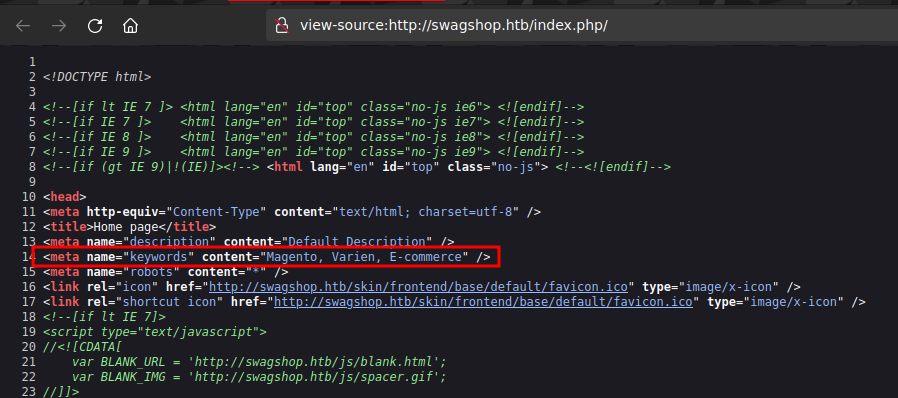 view-source:http://swagshop.htb/index.php/
1
2 <!DOCTYPE html>
3
4 <!--[if lt IE 7 ]> <html lang="en" id="top" class="no-js ie6"> <![endif]-->
5 <!--[if IE 7 ]>    <html lang="en" id="top" class="no-js ie7"> <![endif]-->
6 <!--[if IE 8 ]>    <html lang="en" id="top" class="no-js ie8"> <![endif]-->
7 <!--[if IE 9 ]>    <html lang="en" id="top" class="no-js ie9"> <![endif]-->
8 <!--[if (gt IE 9)|!(IE)]><!--> <html lang="en" id="top" class="no-js"> <!--<![endif]-->
9
10 <head>
11 <meta http-equiv="Content-Type" content="text/html; charset=utf-8" />
12 <title>Home page</title>
13 <meta name="description" content="Default Description" />
14 <meta name="keywords" content="Magento, Varien, E-commerce" />
15 <meta name="robots" content="*" />
16 <link rel="icon" href="http://swagshop.htb/skin/frontend/base/default/favicon.ico" type="image/x-icon" />
17 <link rel="shortcut icon" href="http://swagshop.htb/skin/frontend/base/default/favicon.ico" type="image/x-icon" />
18 <!--[if lt IE 7]>
19 <script type="text/javascript">
20 //<![CDATA[
21     var BLANK_URL = 'http://swagshop.htb/js/blank.html';
22     var BLANK_IMG = 'http://swagshop.htb/js/spacer.gif';
23 //]]>